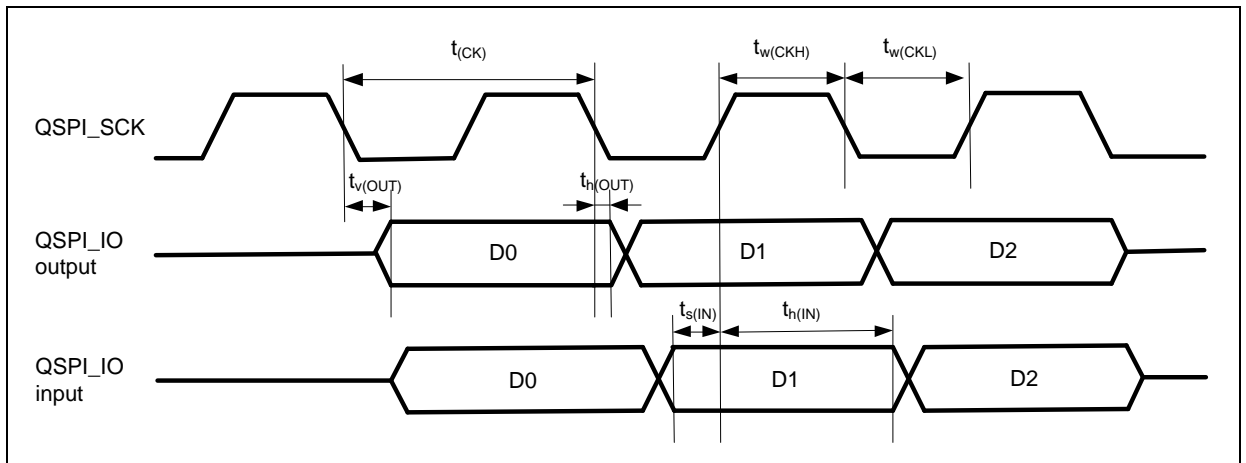 t(CK)
tw(CKH)
tw(CKL)
QSPI_SCK
tv(OUT)
th(OUT)
QSPI_IO
output
D0
D1
D2
ts(IN)
th(IN)
QSPI_IO
input
D0
D1
D2